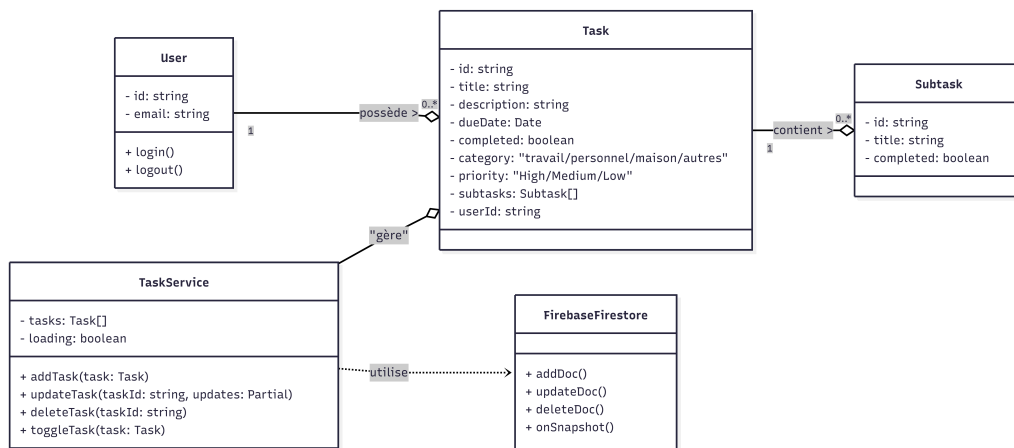 User
- id: string
- email: string
+ login()
+ logout()
1
possède >
0..*
Task
- id: string
- title: string
- description: string
- dueDate: Date
- completed: boolean
- category: "travail/personnel/maison/autres"
- priority: "High/Medium/Low"
- subtasks: Subtask[]
- userId: string
1
contient >
0..*
Subtask
- id: string
- title: string
- completed: boolean
"gère"
TaskService
- tasks: Task[]
- loading: boolean
+ addTask(task: Task)
+ updateTask(taskId: string, updates: Partial)
+ deleteTask(taskId: string)
+ toggleTask(task: Task)
utilise
FirebaseFirestore
+ addDoc()
+ updateDoc()
+ deleteDoc()
+ onSnapshot()